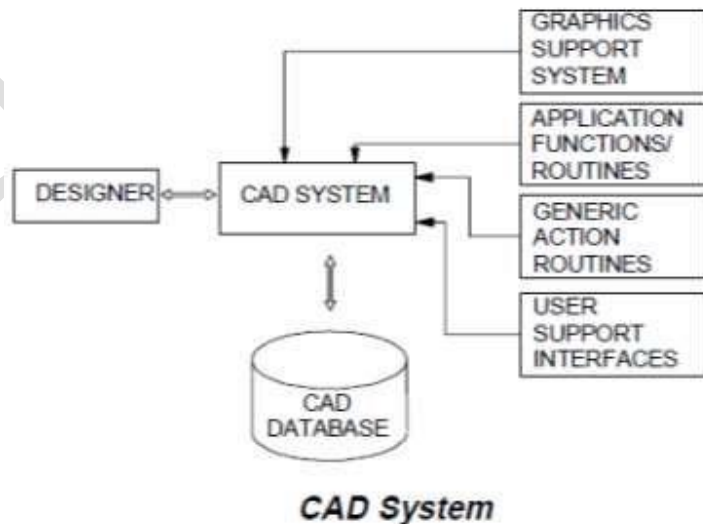 GRAPHICS
SUPPORT
SYSTEM
APPLICATION
FUNCTIONS/
ROUTINES
DESIGNER
CAD SYSTEM
GENERIC
ACTION
ROUTINES
USER
SUPPORT
INTERFACES
CAD
DATABASE
CAD System